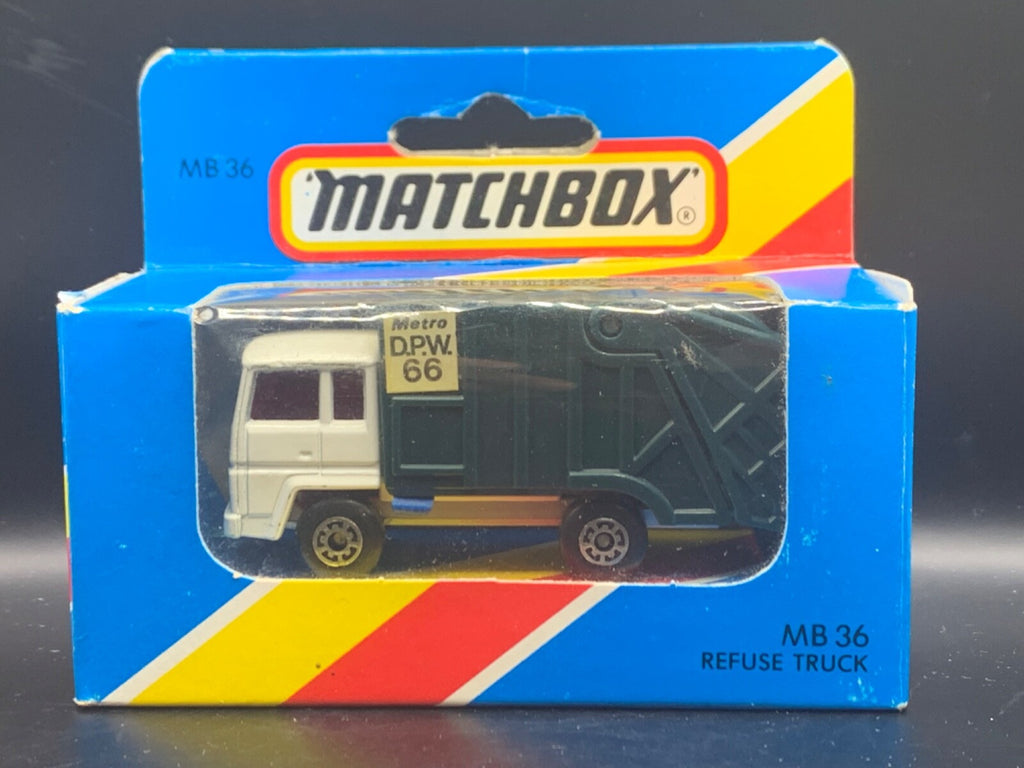 MB 36
'MATCHBOX'®
Metro
D.P.W.
66
MB 36
REFUSE TRUCK